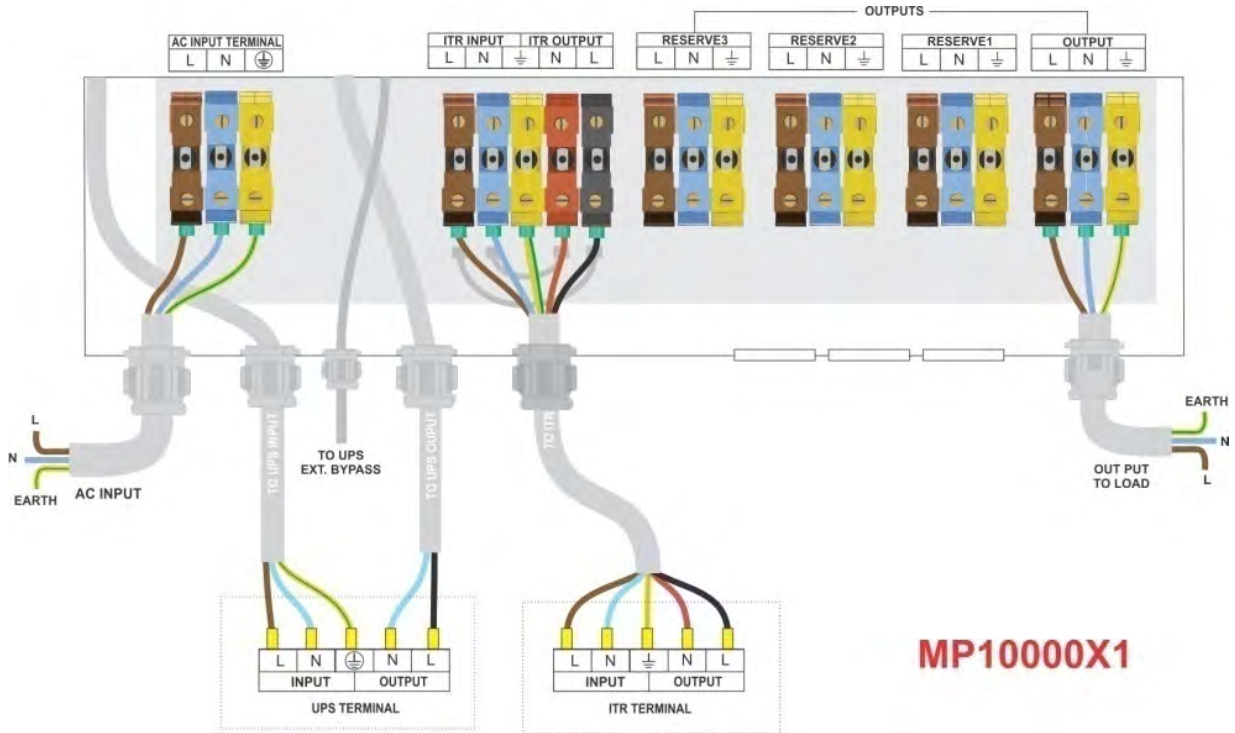 OUTPUTS
AC INPUT TERMINAL
L N
ITR INPUT ITR OUTPUT
L N N L
RESERVE3
L N
RESERVE2
L N
RESERVE1
L N
OUTPUT
L N
L
N
EARTH
AC INPUT
TO UPS INPUT
TO UPS
EXT. BYPASS
TO UPS OUPUT
TO ITR
EARTH
N
L
OUT PUT
TO LOAD
L N N L
INPUT OUTPUT
UPS TERMINAL
L N N L
INPUT OUTPUT
ITR TERMINAL
MP10000X1